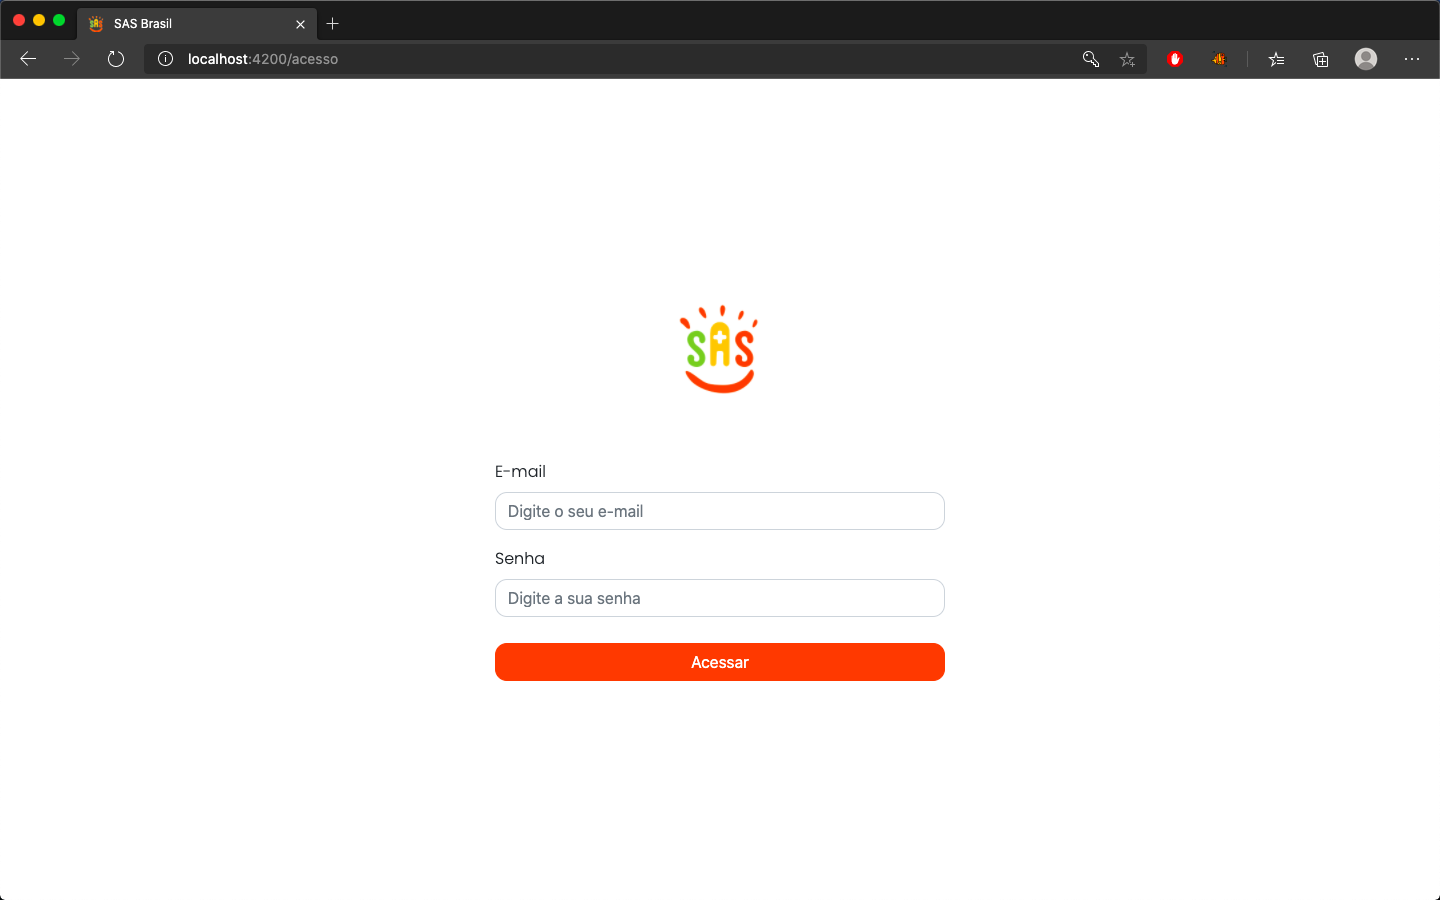 SAS Brasil
localhost:4200/acesso
SAS
E-mail
Digite o seu e-mail
Senha
Digite a sua senha
Acessar